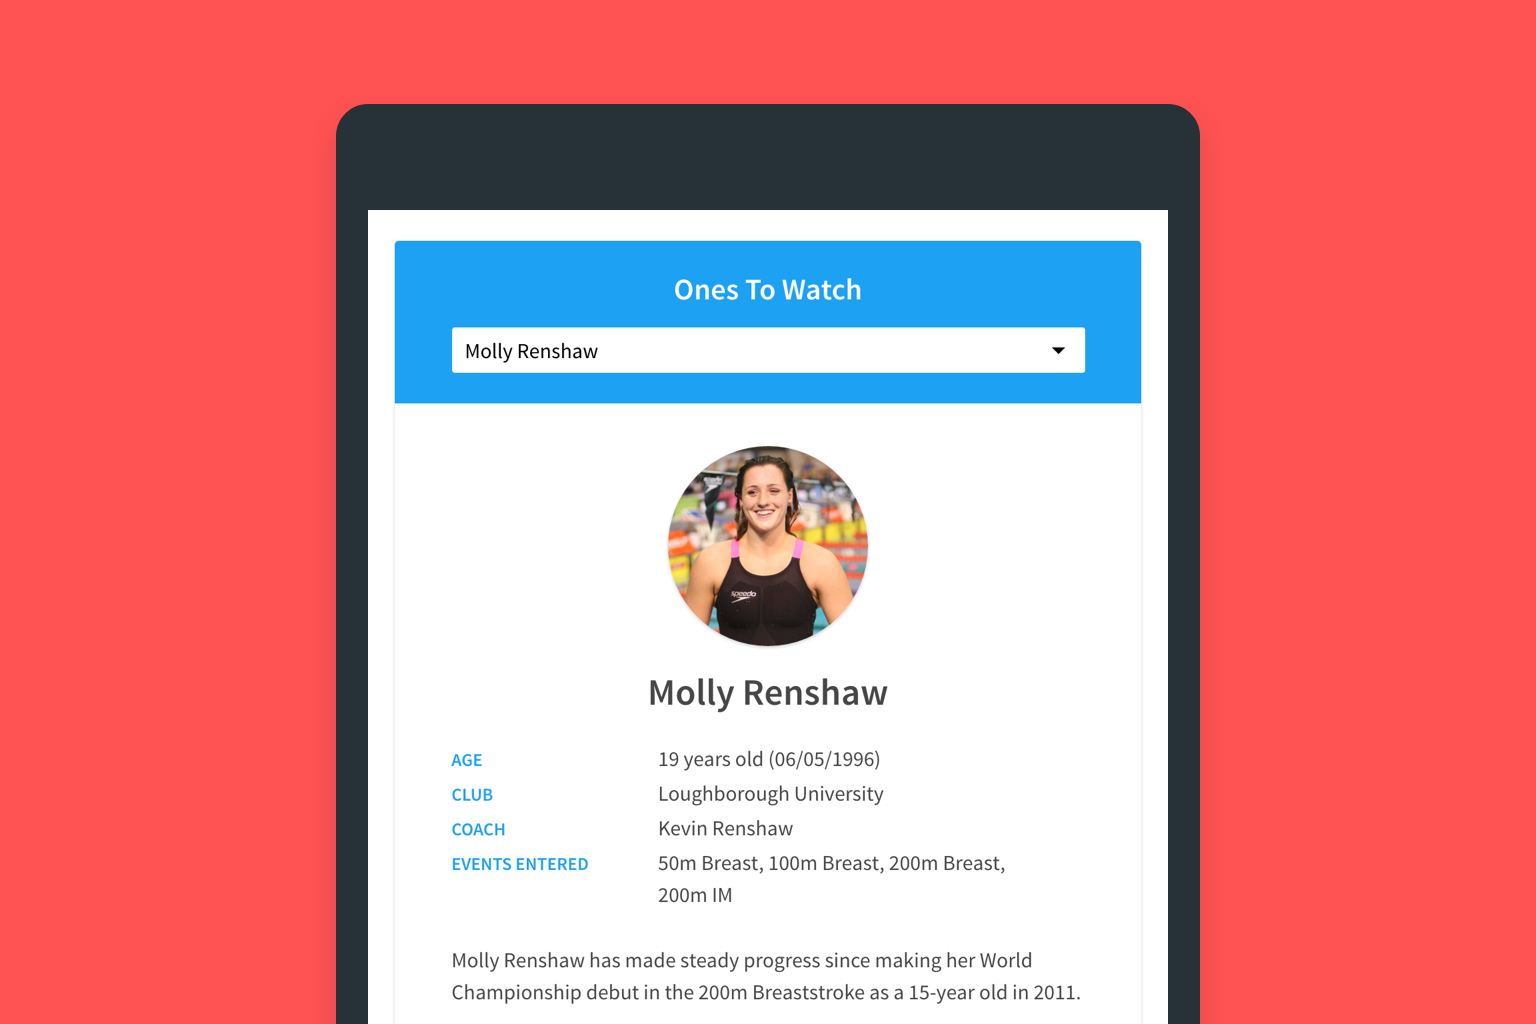 Ones To Watch
Molly Renshaw
speedo
Molly Renshaw
AGE 19 years old (06/05/1996)
CLUB Loughborough University
COACH Kevin Renshaw
EVENTS ENTERED 50m Breast, 100m Breast, 200m Breast,
200m IM
Molly Renshaw has made steady progress since making her World
Championship debut in the 200m Breaststroke as a 15-year old in 2011.